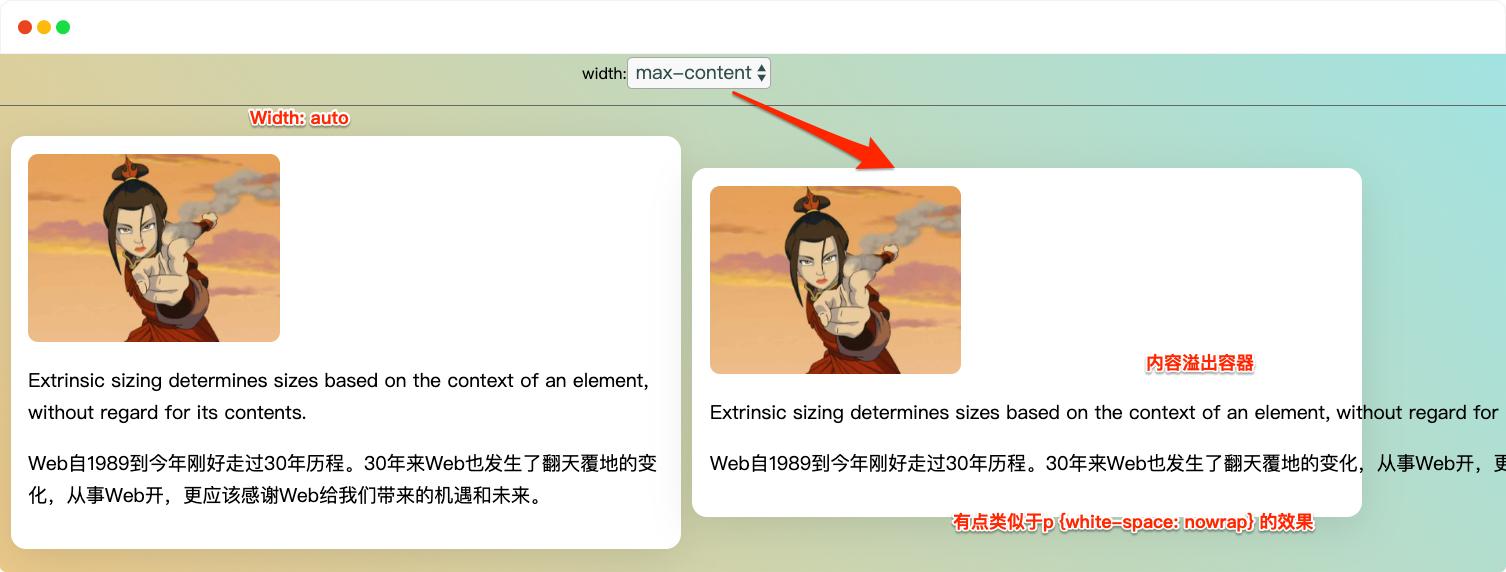 width: max-content
Width: auto
Extrinsic sizing determines sizes based on the context of an element,
without regard for its contents.
Web自1989到今年刚好走过30年历程。30年来Web也发生了翻天覆地的变
化，从事Web开，更应该感谢Web给我们带来的机遇和未来。
内容溢出容器
Extrinsic sizing determines sizes based on the context of an element, without regard for
Web自1989到今年刚好走过30年历程。30年来Web也发生了翻天覆地的变化，从事Web开，更
有点类似于p {white-space: nowrap} 的效果